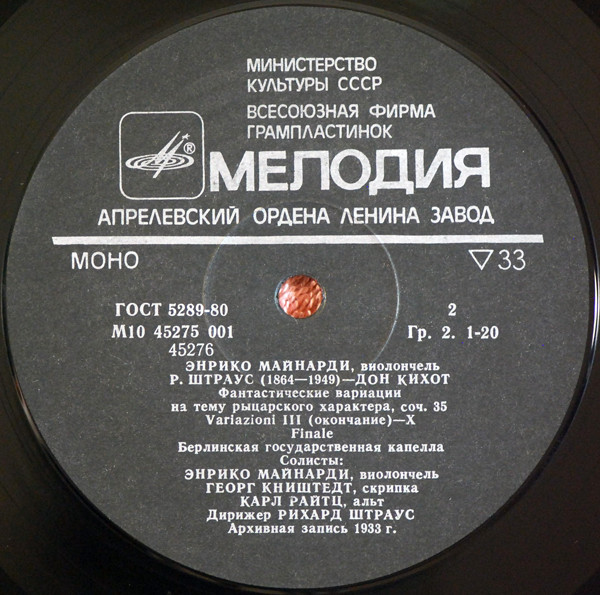 МИНИСТЕРСТВО
КУЛЬТУРЫ СССР
ВСЕСОЮЗНАЯ ФИРМА
ГРАМПЛАСТИНОК
®
МЕЛОДИЯ
АПРЕЛЕВСКИЙ ОРДЕНА ЛЕНИНА ЗАВОД
МОНО ▽33
ГОСТ 5289-80 2
М10 45275 001 Гр. 2. 1-20
45276
ЭНРИКО МАЙНАРДИ, виолончель
Р. ШТРАУС (1864—1949)—ДОН КИХОТ
Фантастические вариации
на тему рыцарского характера, соч. 35
Variazioni III (окончание)—X
Finale
Берлинская государственная капелла
Солисты:
ЭНРИКО МАЙНАРДИ, виолончель
ГЕОРГ КНИШТЕДТ, скрипка
КАРЛ РАЙТЦ, альт
Дирижер РИХАРД ШТРАУС
Архивная запись 1933 г.